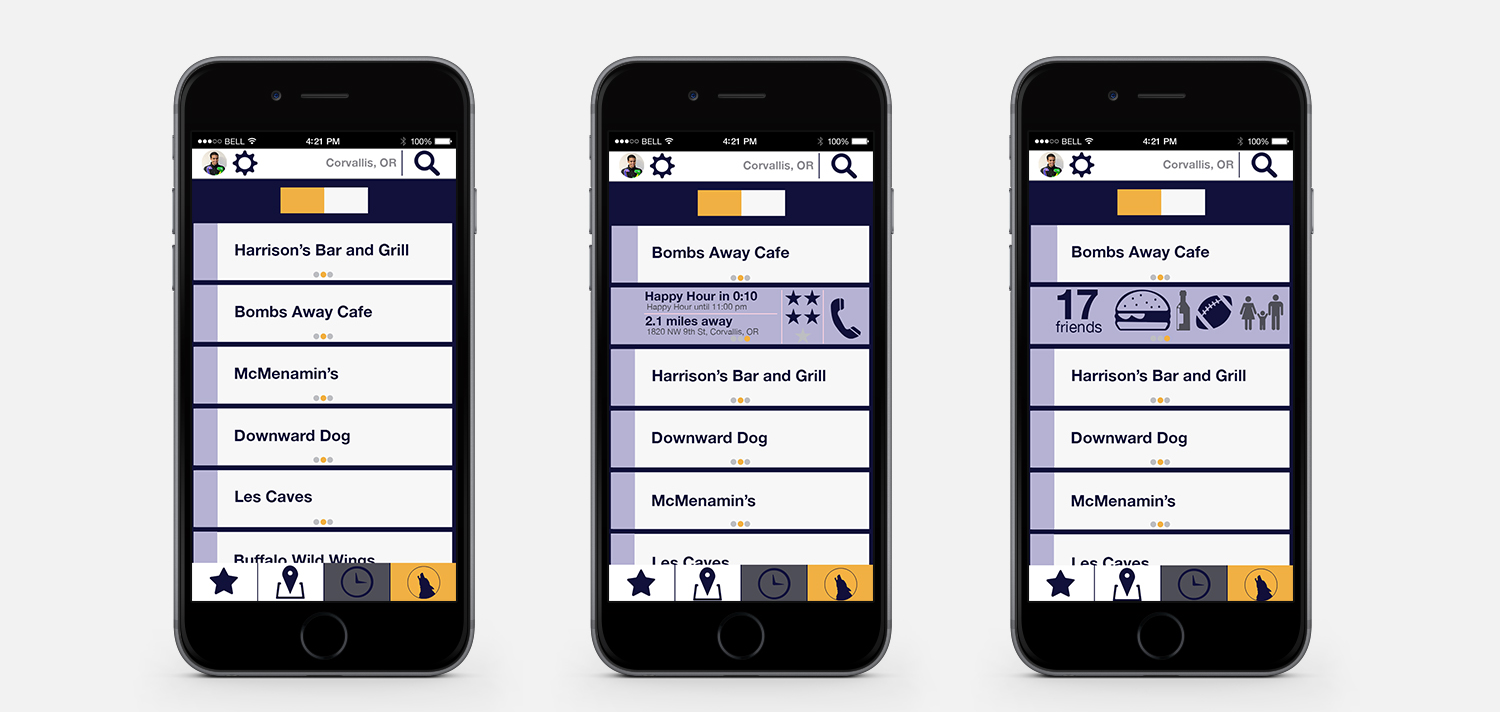 BELL 4:21 PM 100%
Corvallis, OR
Harrison's Bar and Grill
Bombs Away Cafe
McMenamin's
Downward Dog
Les Caves
Buffalo Wild Wings
BELL 4:21 PM 100%
Corvallis, OR
Bombs Away Cafe
Happy Hour in 0:10
Happy Hour until 11:00 pm
2.1 miles away
1820 NW 9th St, Corvallis, OR
Harrison's Bar and Grill
Downward Dog
McMenamin's
Les Caves
BELL 4:21 PM 100%
Corvallis, OR
Bombs Away Cafe
17
friends
Harrison's Bar and Grill
Downward Dog
McMenamin's
Les Caves